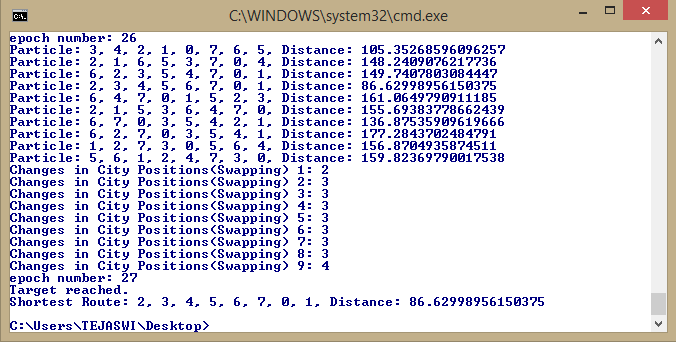 C:\WINDOWS\system32\cmd.exe
epoch number: 26
Particle: 3, 4, 2, 1, 0, 7, 6, 5, Distance: 105.35268596096257
Particle: 2, 1, 6, 5, 3, 7, 0, 4, Distance: 148.2409076217736
Particle: 6, 2, 3, 5, 4, 7, 0, 1, Distance: 149.7407803084447
Particle: 2, 3, 4, 5, 6, 7, 0, 1, Distance: 86.62998956150375
Particle: 6, 4, 7, 0, 1, 5, 2, 3, Distance: 161.0649790911185
Particle: 2, 1, 5, 3, 6, 4, 7, 0, Distance: 155.69383778662439
Particle: 6, 7, 0, 3, 5, 4, 2, 1, Distance: 136.87535909619666
Particle: 6, 2, 7, 0, 3, 5, 4, 1, Distance: 177.2843702484791
Particle: 1, 2, 7, 3, 0, 5, 6, 4, Distance: 156.8704935874511
Particle: 5, 6, 1, 2, 4, 7, 3, 0, Distance: 159.82369790017538
Changes in City Positions(Swapping) 1: 2
Changes in City Positions(Swapping) 2: 3
Changes in City Positions(Swapping) 3: 3
Changes in City Positions(Swapping) 4: 3
Changes in City Positions(Swapping) 5: 3
Changes in City Positions(Swapping) 6: 3
Changes in City Positions(Swapping) 7: 3
Changes in City Positions(Swapping) 8: 3
Changes in City Positions(Swapping) 9: 4
epoch number: 27
Target reached.
Shortest Route: 2, 3, 4, 5, 6, 7, 0, 1, Distance: 86.62998956150375
C:\Users\TEJASWI\Desktop>